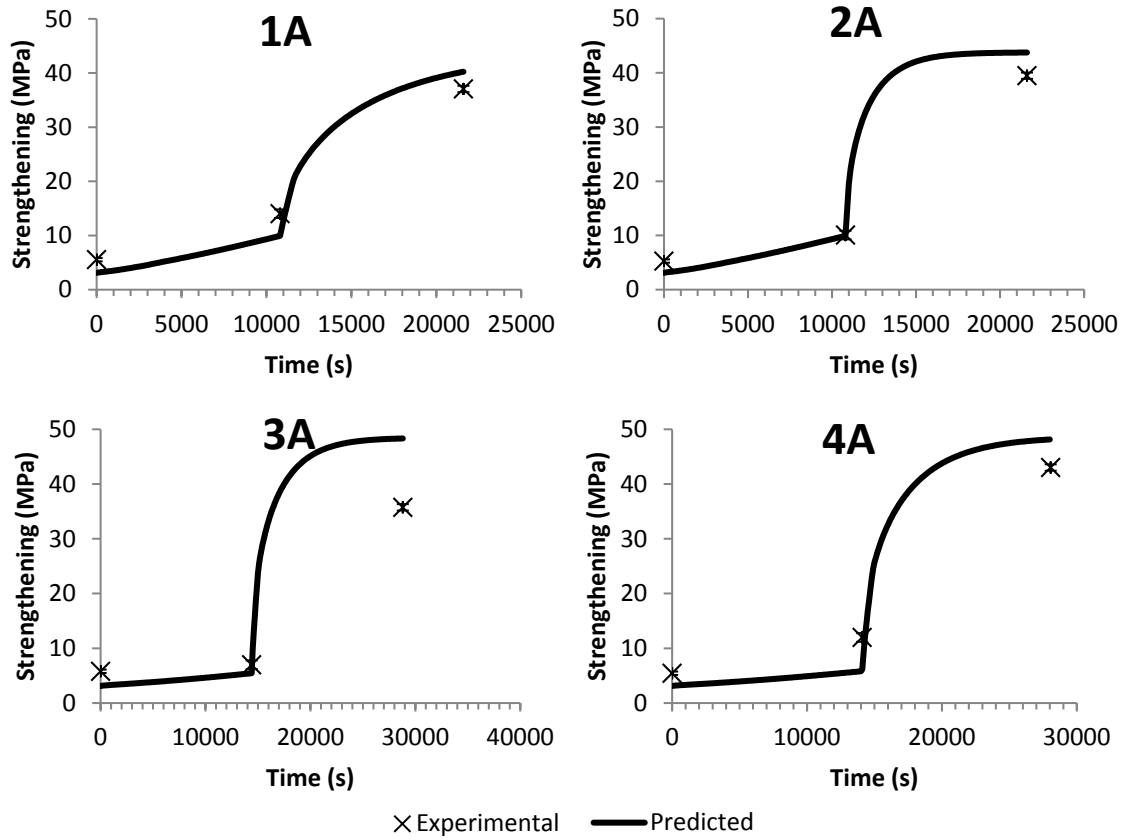 1A
Strengthening (MPa)
50
40
30
20
10
0
0 5000 10000 15000 20000 25000
Time (s)
2A
Strengthening (MPa)
50
40
30
20
10
0
0 5000 10000 15000 20000 25000
Time (s)
3A
Strengthening (MPa)
50
40
30
20
10
0
0 10000 20000 30000 40000
Time (s)
4A
Strengthening (MPa)
50
40
30
20
10
0
0 10000 20000 30000
Time (s)
Experimental Predicted